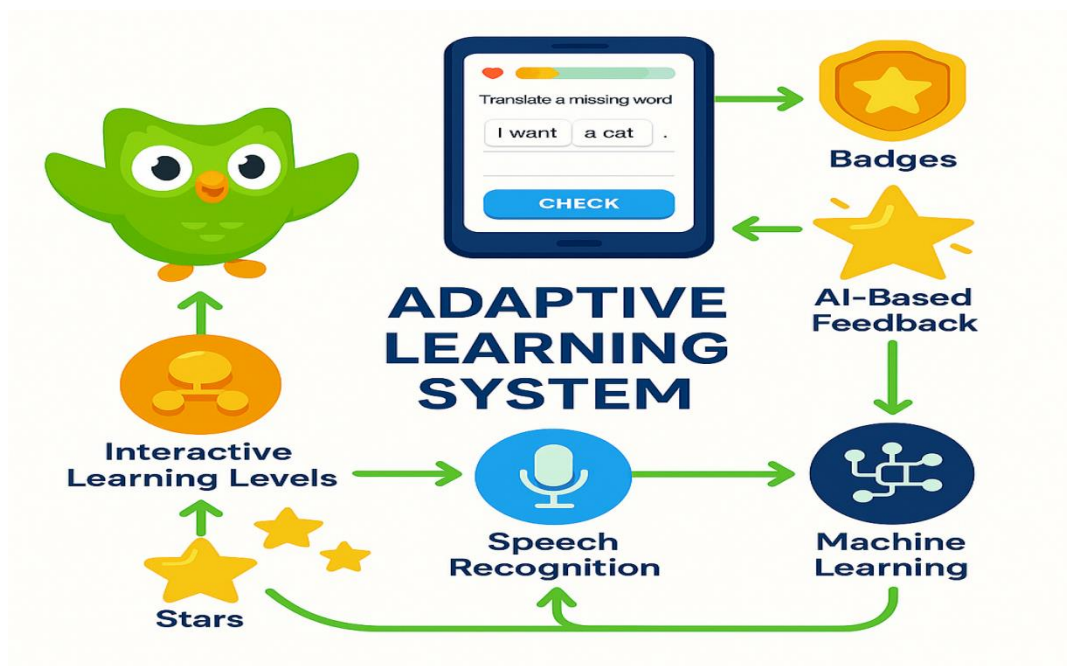 Translate a missing word
I want a cat .
CHECK
Badges
ADAPTIVE
LEARNING
SYSTEM
AI-Based
Feedback
Interactive
Learning Levels
Speech
Recognition
Machine
Learning
Stars